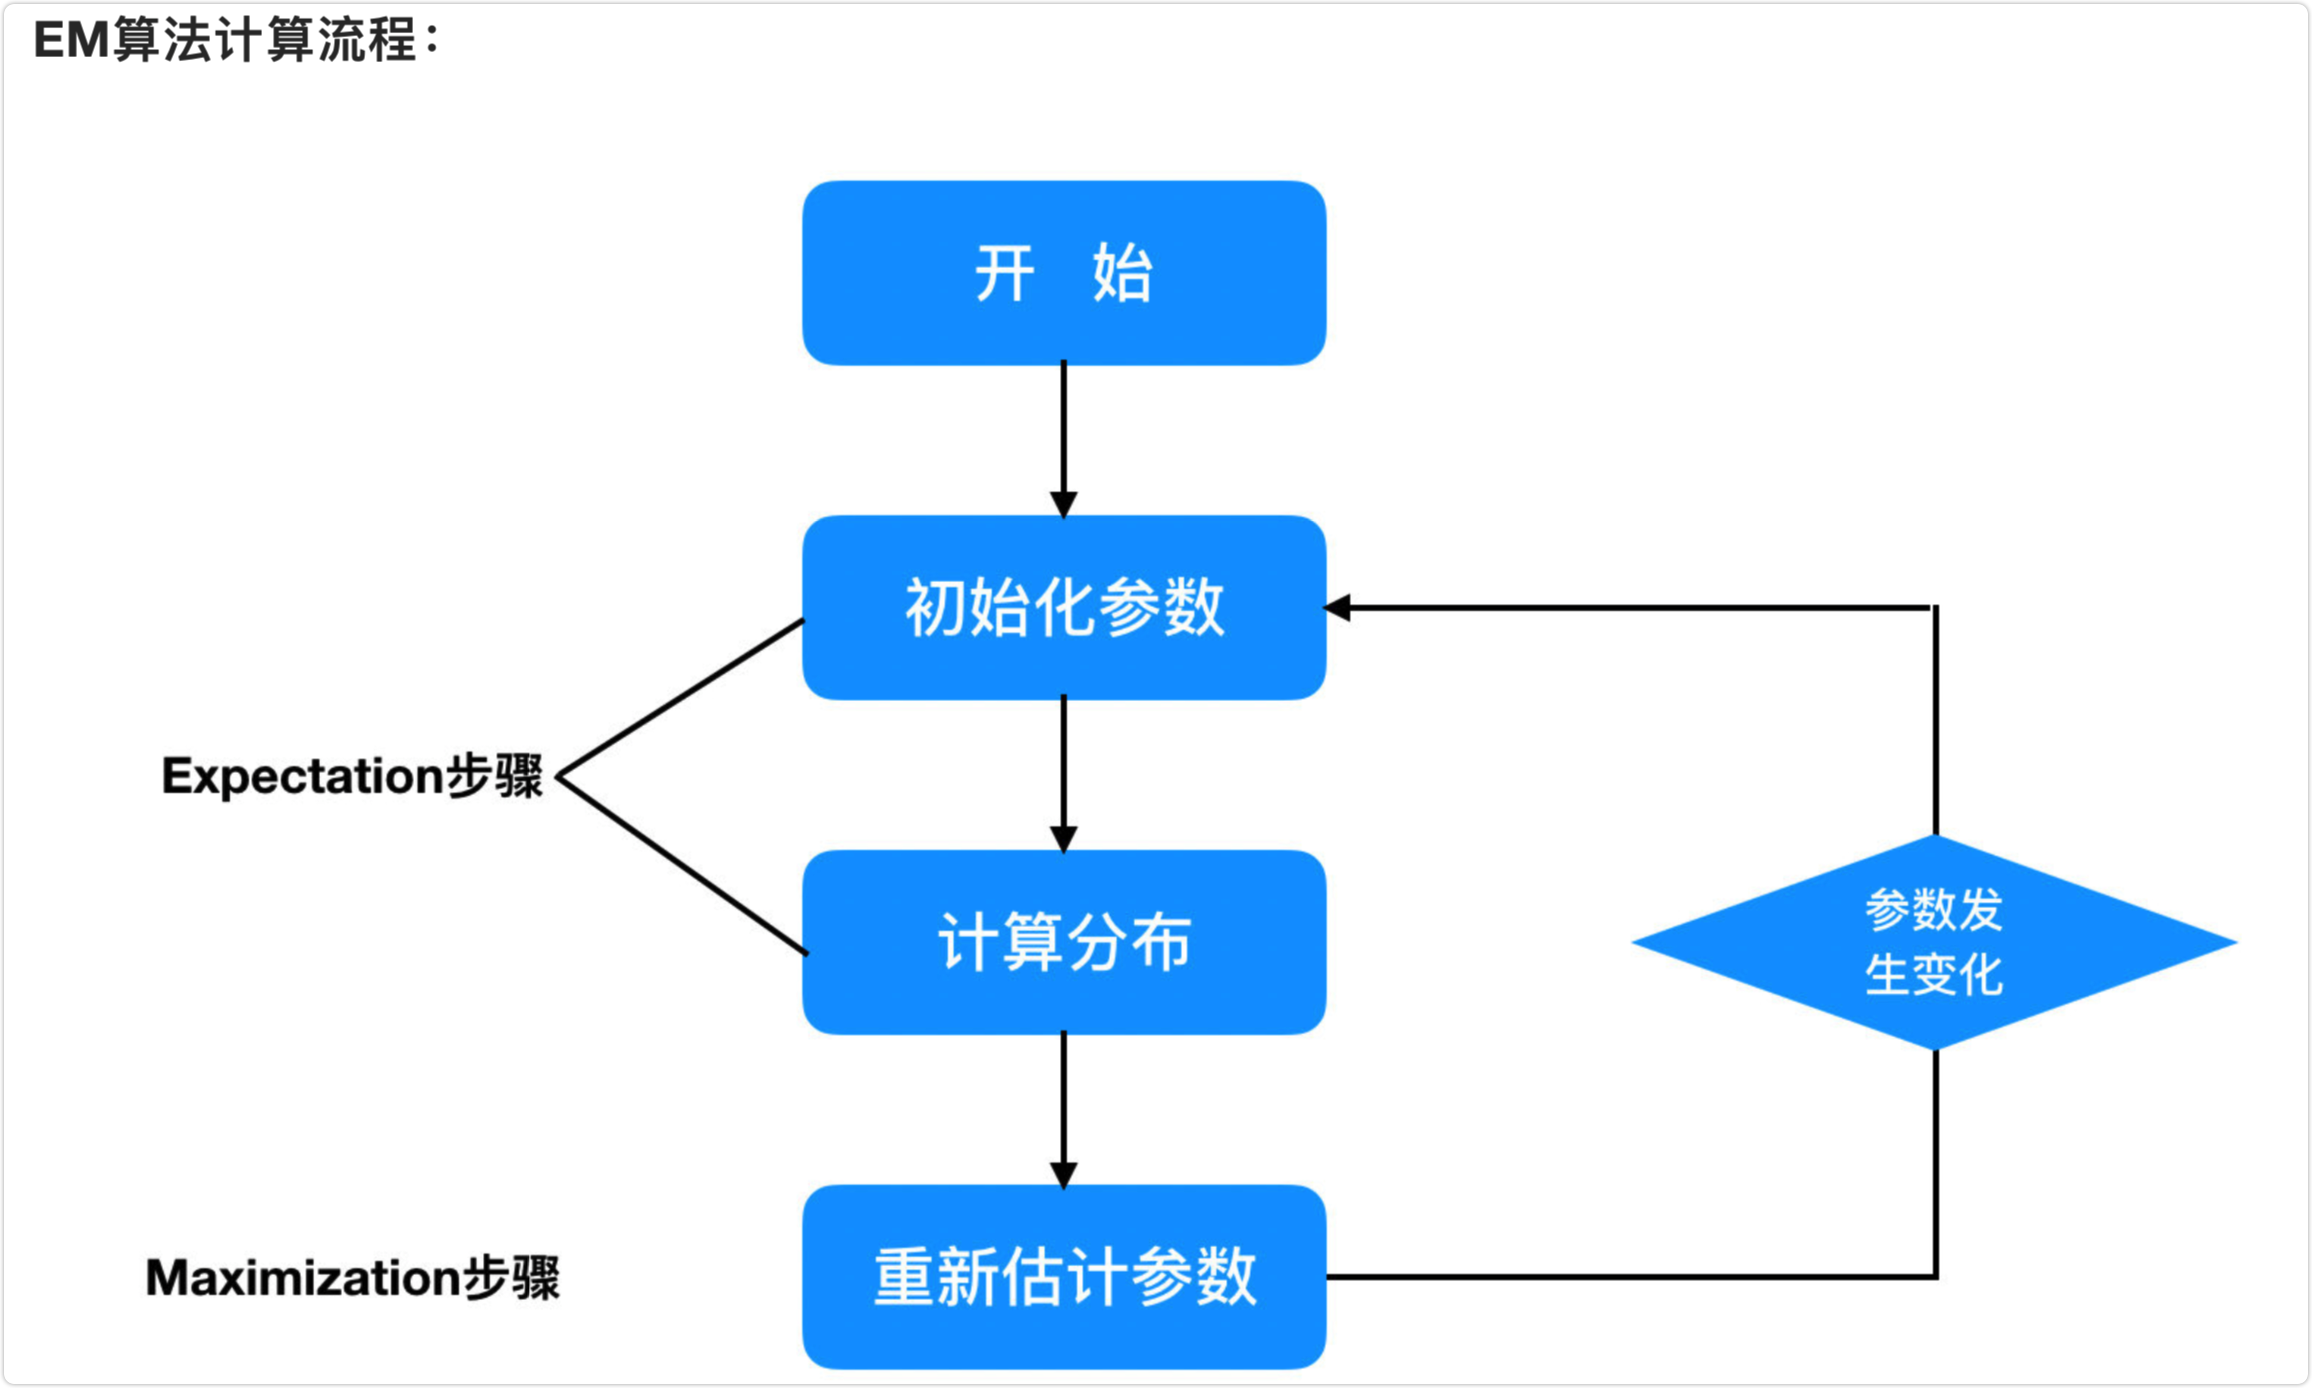 EM算法计算流程：
开 始
初始化参数
Expectation步骤
计算分布
参数发
生变化
Maximization步骤
重新估计参数